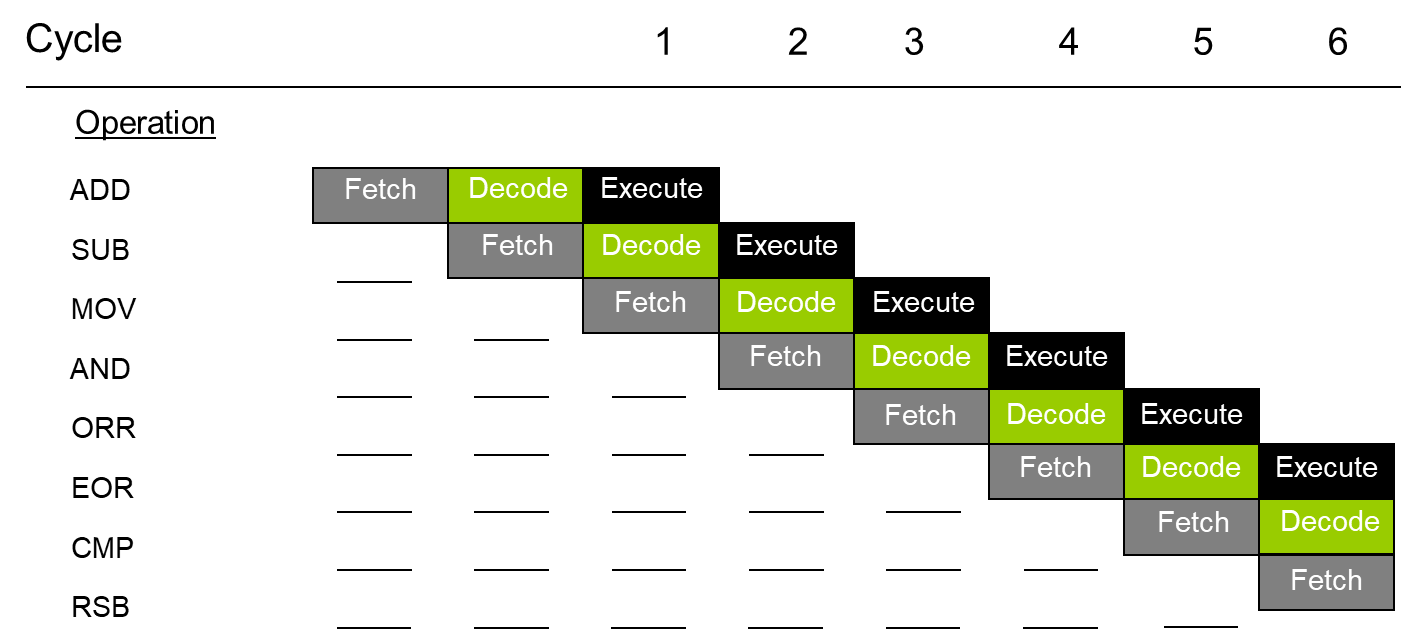 Cycle 1 2 3 4 5 6
Operation
ADD Fetch Decode Execute
SUB Fetch Decode Execute
MOV Fetch Decode Execute
AND Fetch Decode Execute
ORR Fetch Decode Execute
EOR Fetch Decode Execute
CMP Fetch Decode
RSB Fetch